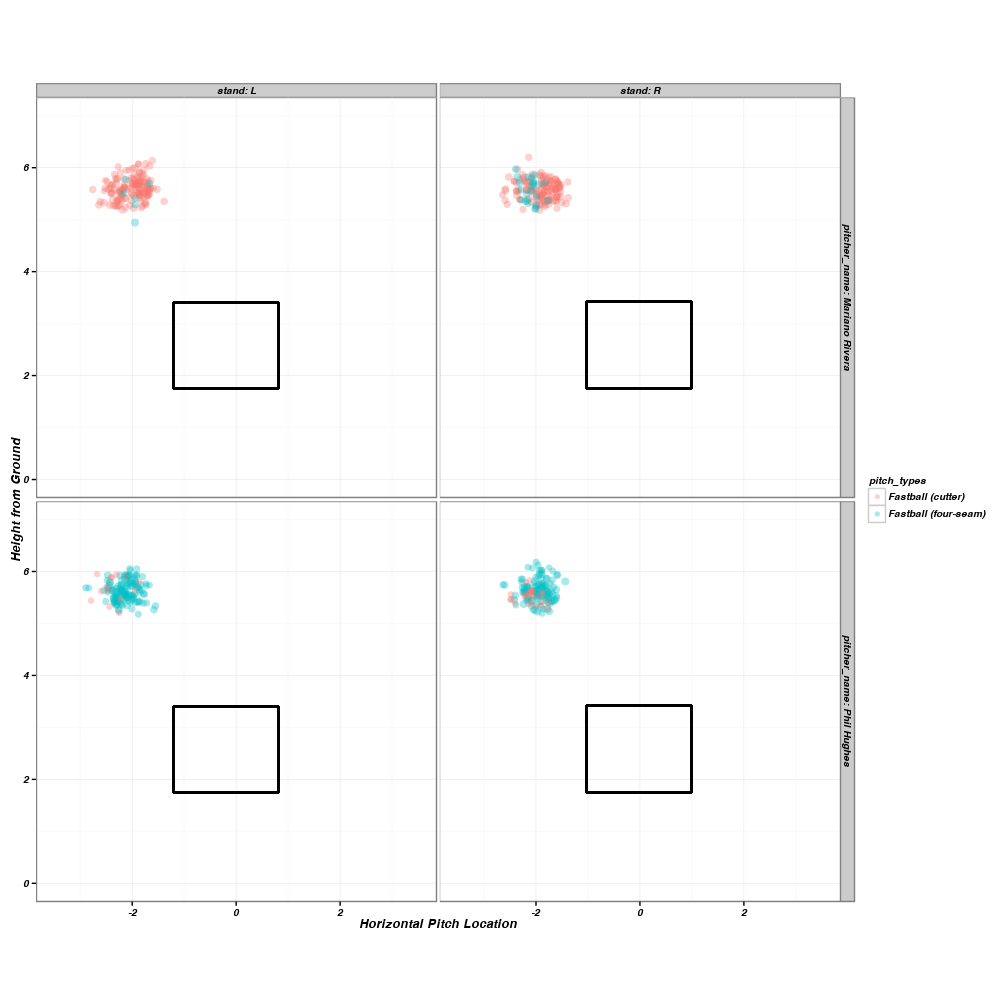 stand: L
stand: R
6
4
2
0
pitcher_name: Mariano Rivera
Height from Ground
pitch_types
Fastball (cutter)
Fastball (four-seam)
6
4
2
0
pitcher_name: Phil Hughes
-2 0 2
-2 0 2
Horizontal Pitch Location